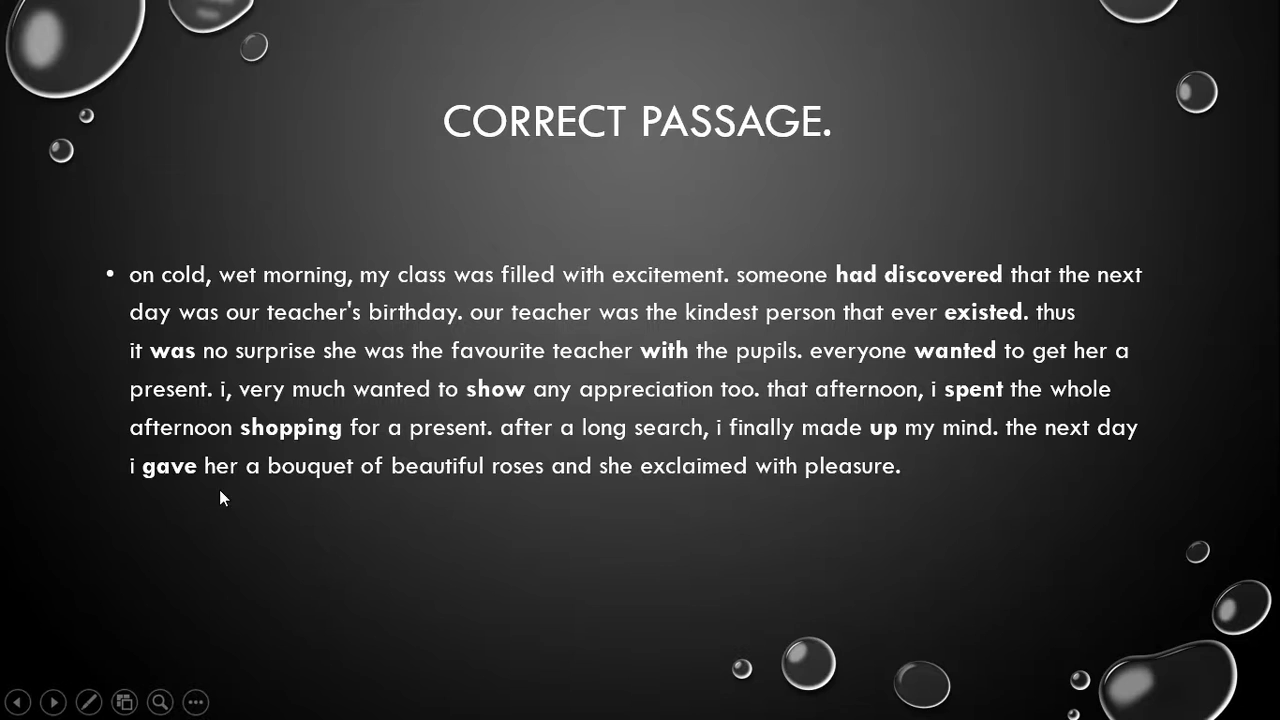 CORRECT PASSAGE.
• on cold, wet morning, my class was filled with excitement. someone had discovered that the next
day was our teacher's birthday. our teacher was the kindest person that ever existed. thus
it was no surprise she was the favourite teacher with the pupils. everyone wanted to get her a
present. i, very much wanted to show any appreciation too. that afternoon, i spent the whole
afternoon shopping for a present. after a long search, i finally made up my mind. the next day
i gave her a bouquet of beautiful roses and she exclaimed with pleasure.